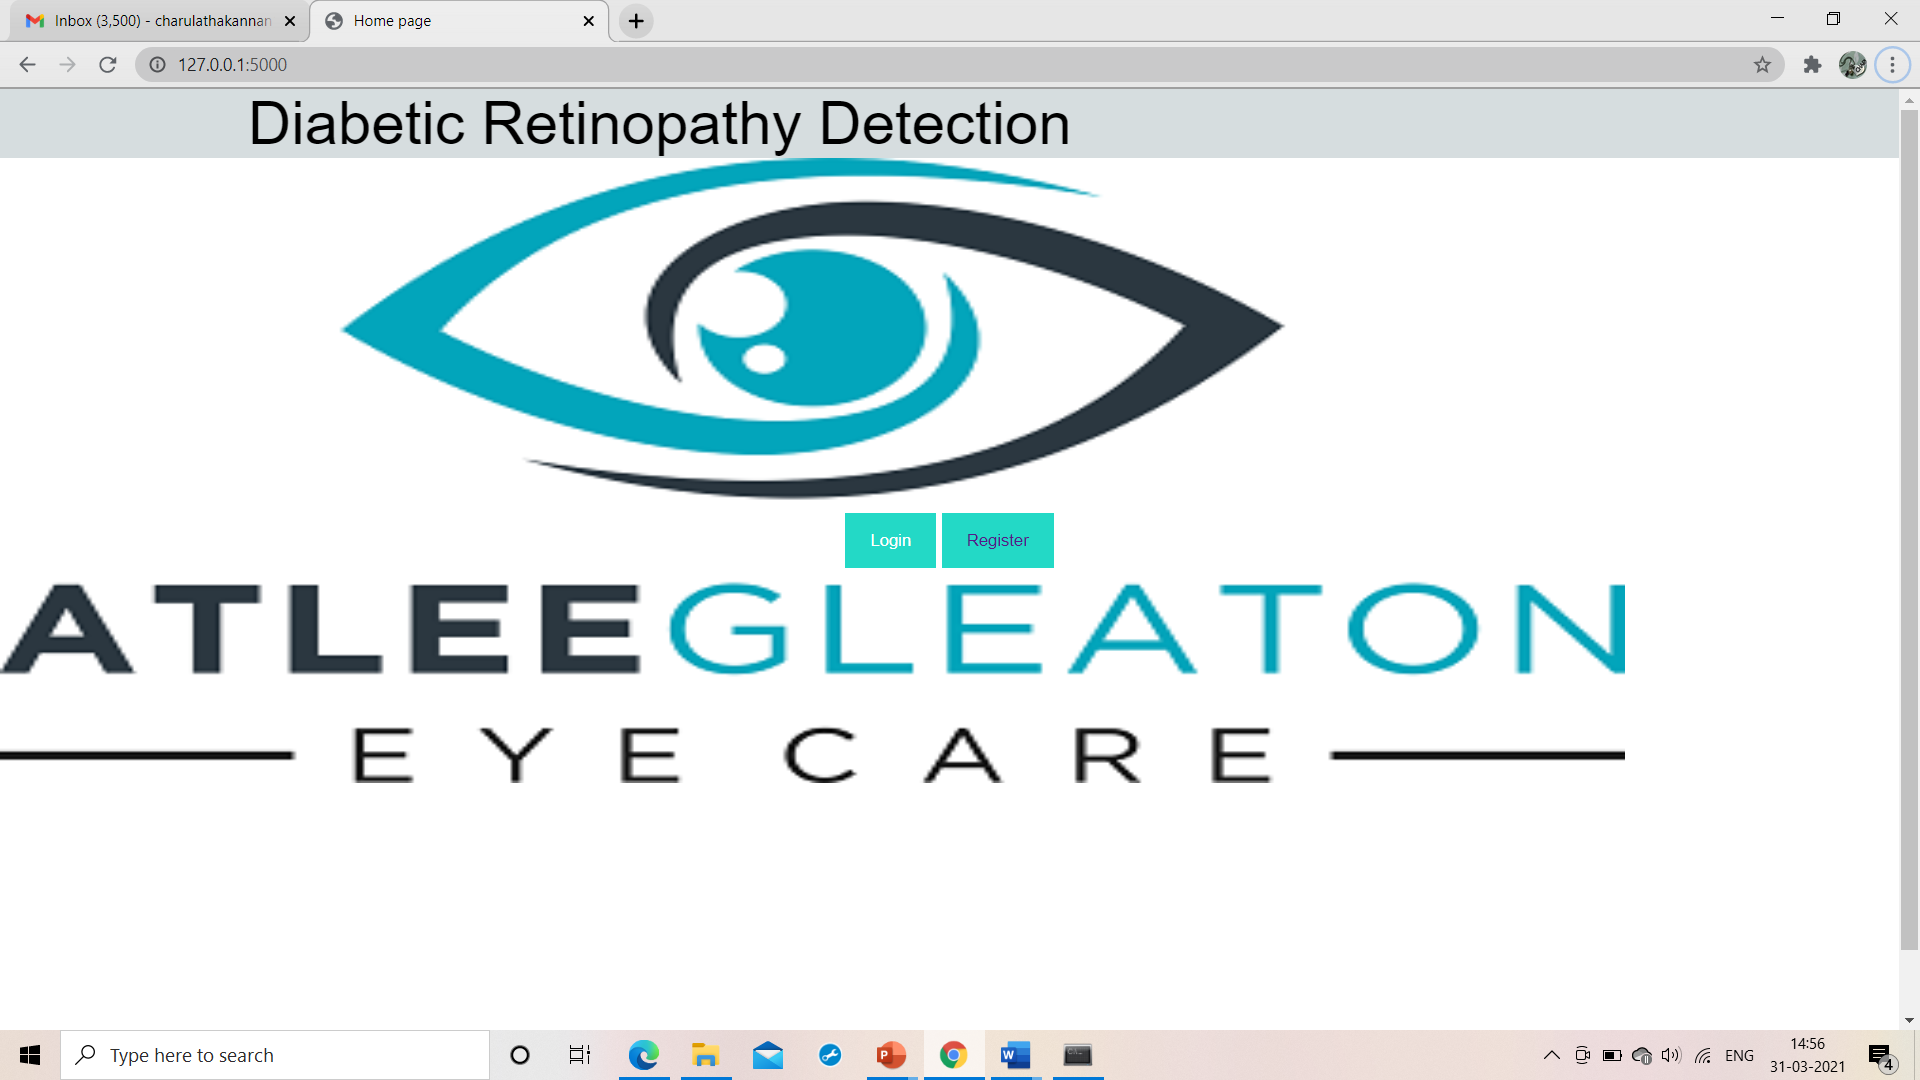 Inbox (3,500) - charulathakannan
Home page
127.0.0.1:5000
Diabetic Retinopathy Detection
Login
Register
ATLEEGLEATON
EYE CARE
Type here to search
ENG
14:56
31-03-2021
4